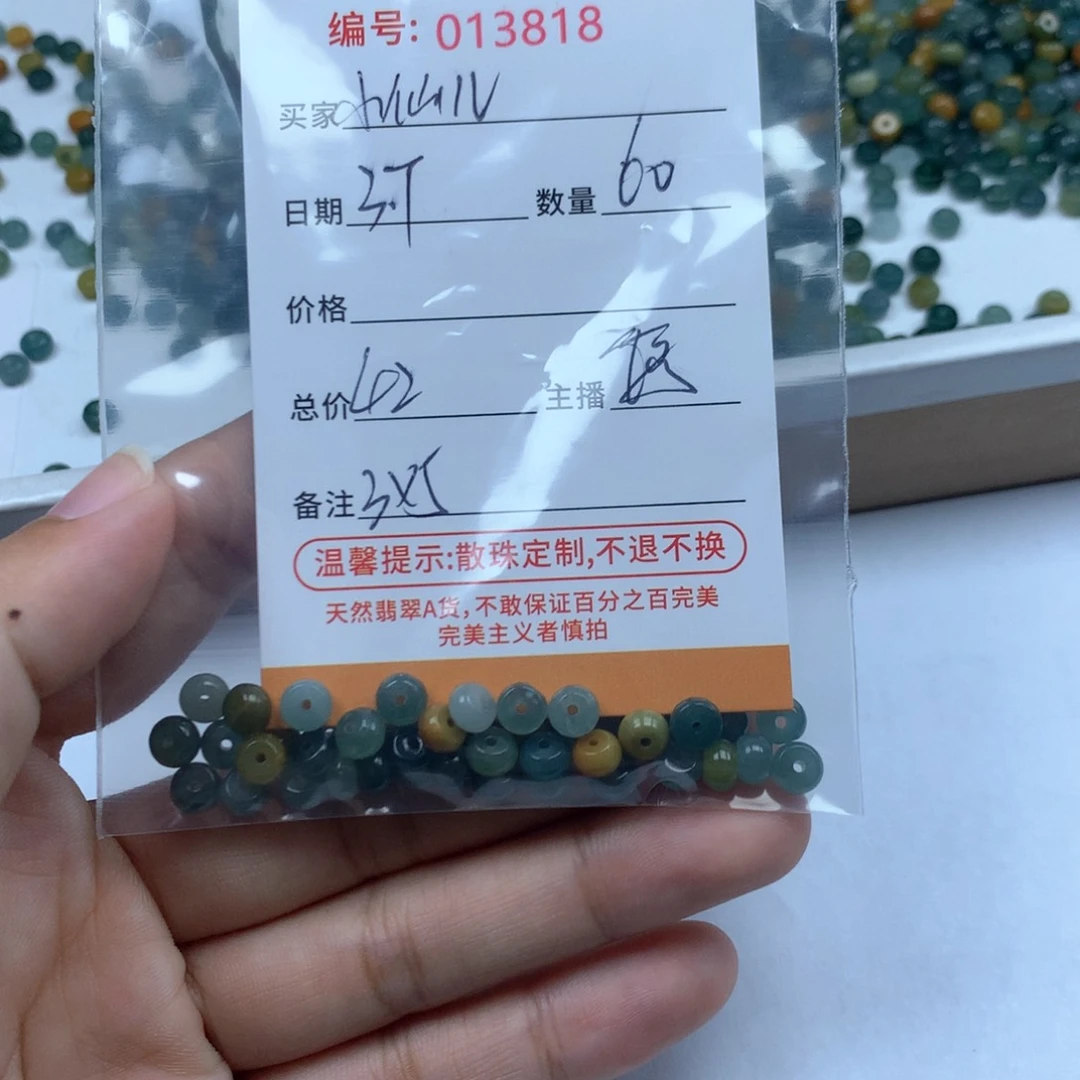 编号: 013818
买家
日期 数量 60
价格
总价 主播
备注 3x5
温馨提示:散珠定制,不退不换
天然翡翠A货,不敢保证百分之百完美
完美主义者慎拍